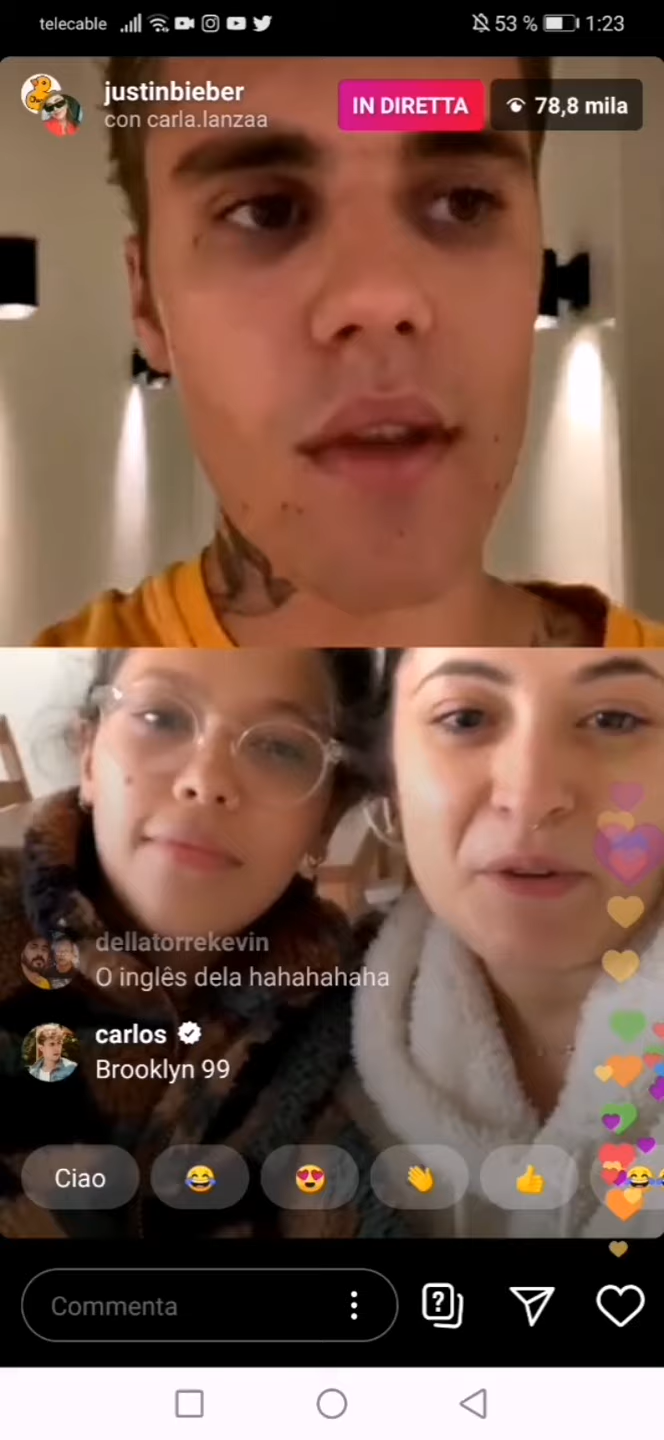 telecable 53 % 1:23
justinbieber
con carla.lanzaa
IN DIRETTA
78,8 mila
dellatorrekevin
O inglês dela hahahahaha
carlos
Brooklyn 99
Ciao
Commenta